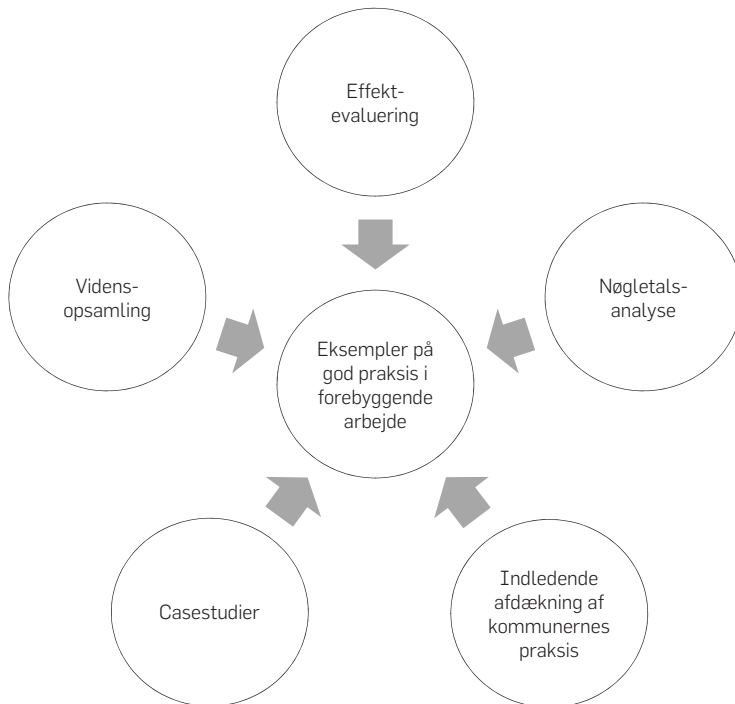 Effekt-
evaluering
Videns-
opsamling
Nøgletals-
analyse
Eksempler på
god praksis i
forebyggende
arbejde
Casestudier
Indledende
afdækning af
kommunernes
praksis